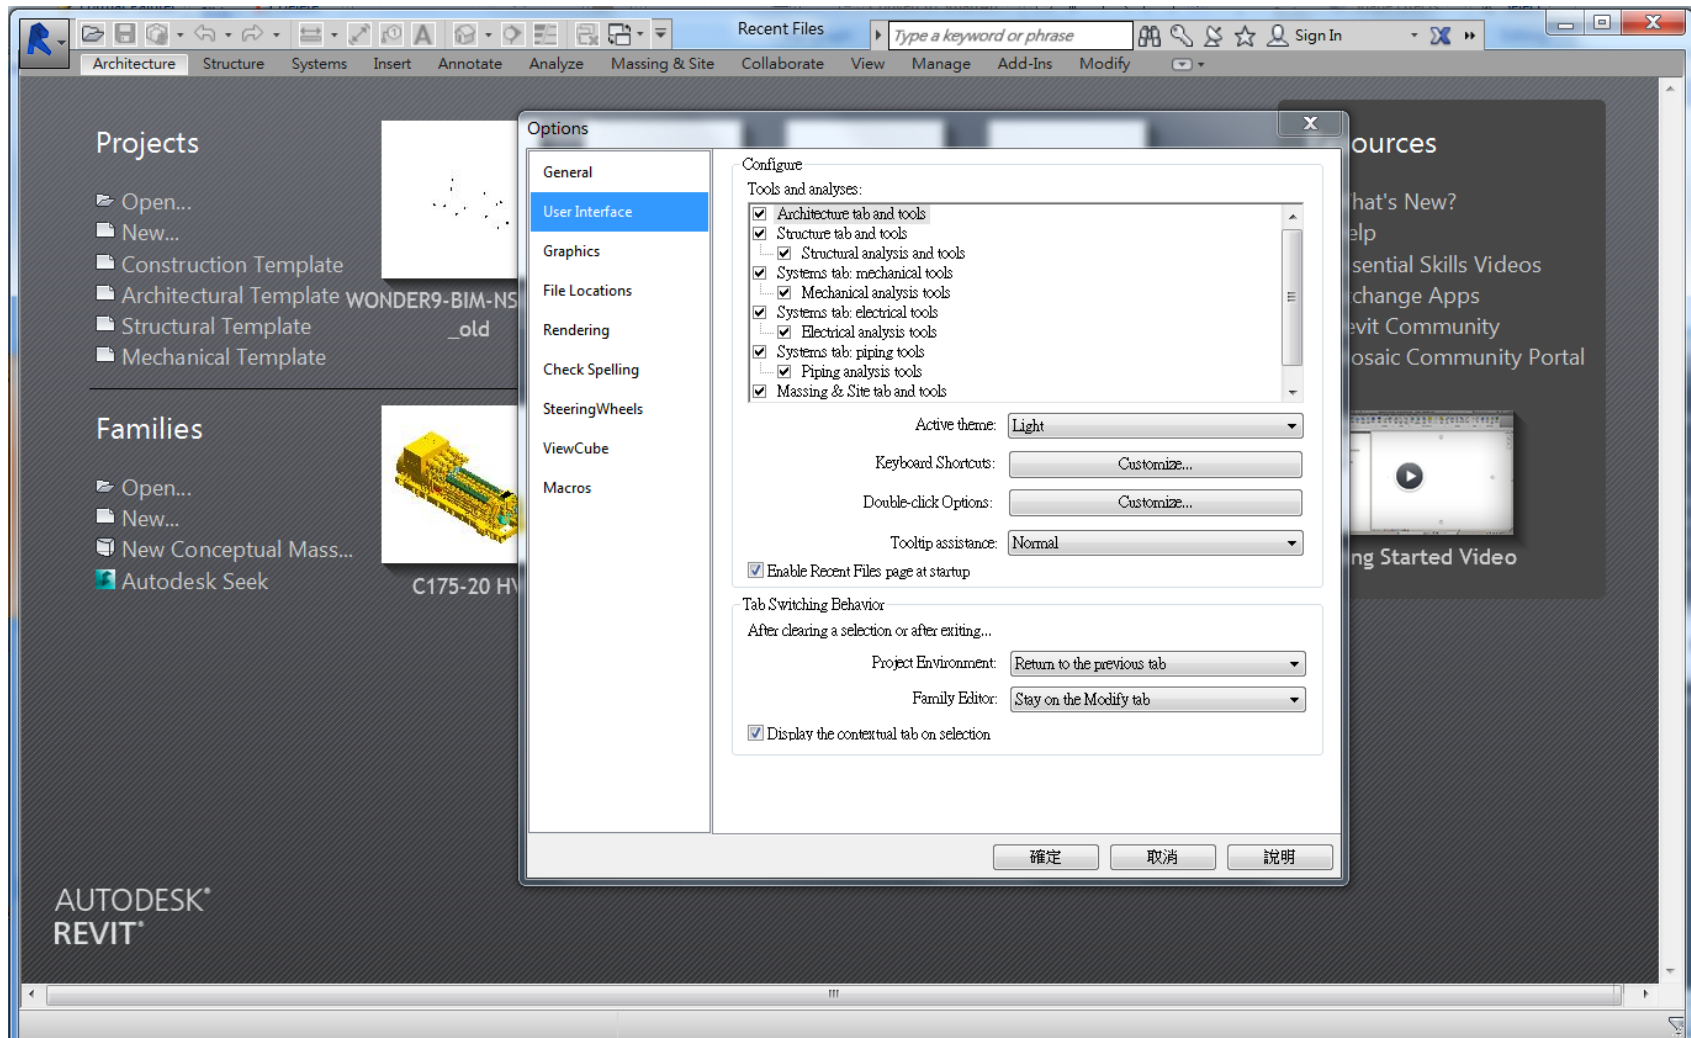 Recent Files
Type a keyword or phrase
Sign In
Architecture Structure Systems Insert Annotate Analyze Massing & Site Collaborate View Manage Add-Ins Modify
Projects
Open...
New...
Construction Template
Architectural Template
Structural Template
Mechanical Template
WONDER9-BIM-NS
_old
Families
Open...
New...
New Conceptual Mass...
Autodesk Seek
C175-20 HV
Options
General
User Interface
Graphics
File Locations
Rendering
Check Spelling
SteeringWheels
ViewCube
Macros
Configure
Tools and analyses:
Architecture tab and tools
Structure tab and tools
Structural analysis and tools
Systems tab: mechanical tools
Mechanical analysis tools
Systems tab: electrical tools
Electrical analysis tools
Systems tab: piping tools
Piping analysis tools
Massing & Site tab and tools
Active theme: Light
Keyboard Shortcuts: Customize...
Double-click Options: Customize...
Tooltip assistance: Normal
Enable Recent Files page at startup
Tab Switching Behavior
After clearing a selection or after exiting...
Project Environment: Return to the previous tab
Family Editor: Stay on the Modify tab
Display the contextual tab on selection
確定 取消 說明
ources
hat's New?
elp
sential Skills Videos
change Apps
evit Community
osaic Community Portal
ng Started Video
AUTODESK®
REVIT®